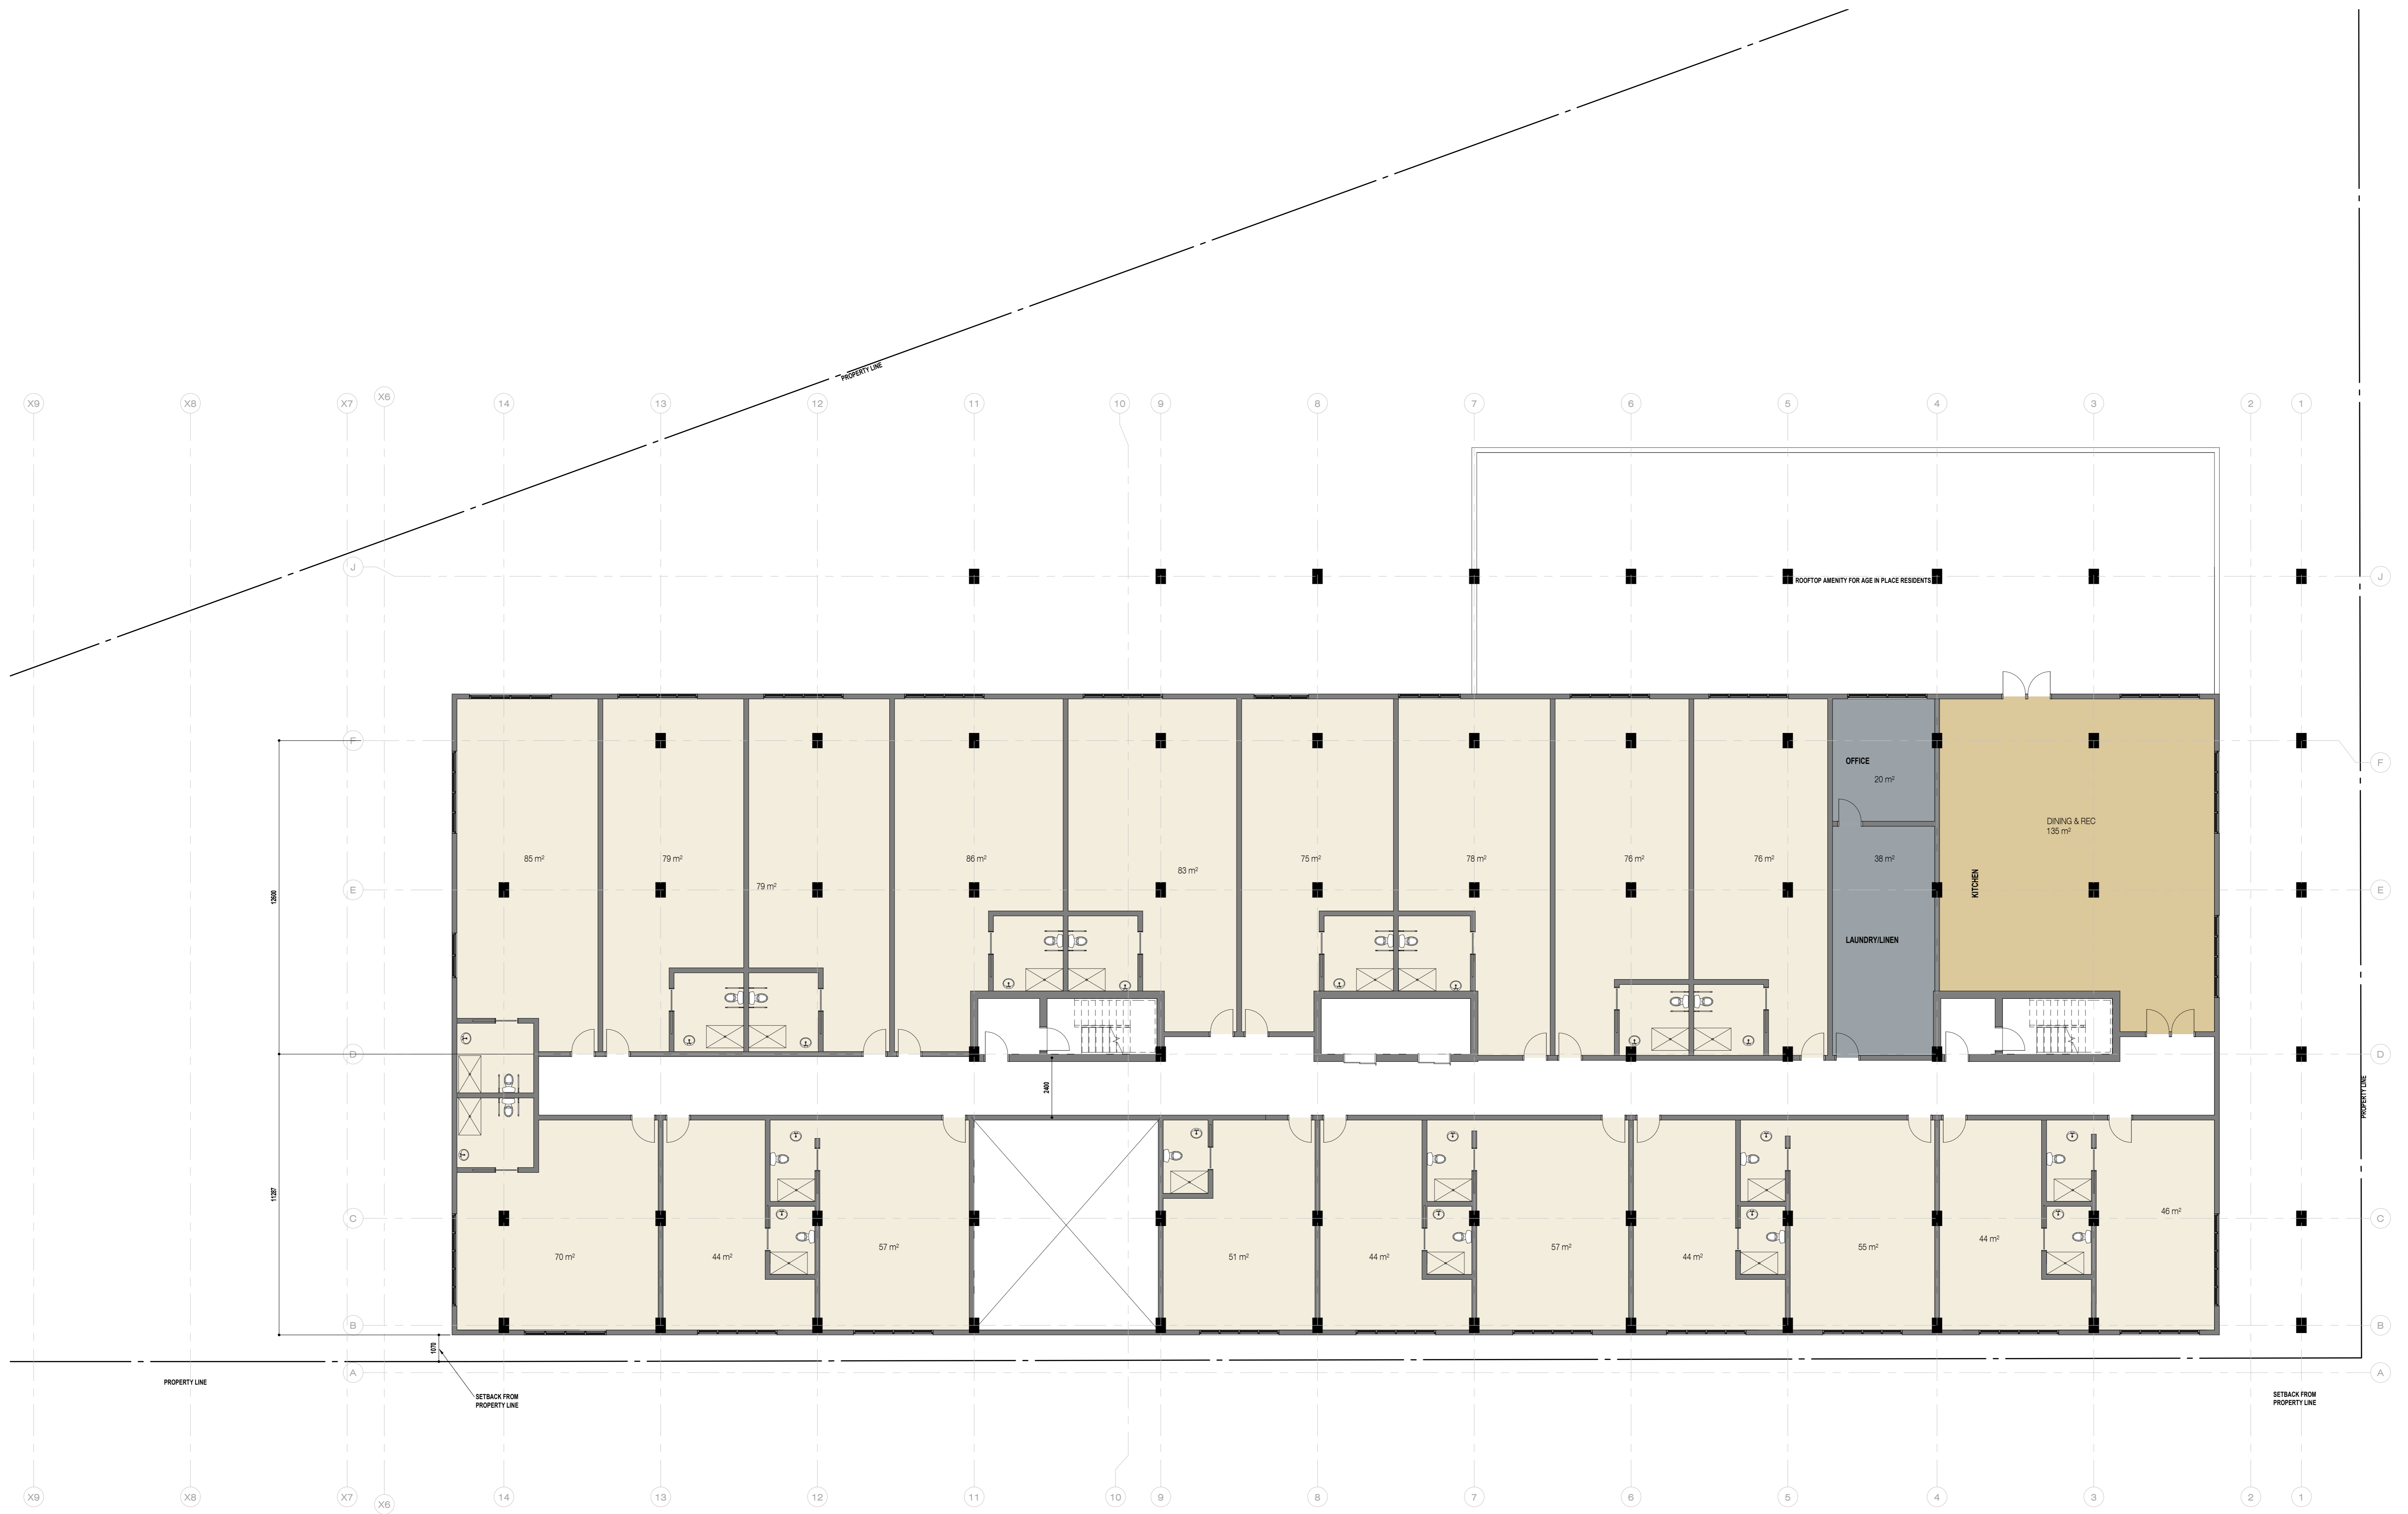 PROPERTY LINE
X9 X8 X7 X6 14 13 12 11 10 9 8 7 6 5 4 3 2 1
J J
ROOFTOP AMENITY FOR AGE IN PLACE RESIDENTS
F F
OFFICE
20 m²
DINING & REC
135 m²
85 m² 79 m² 79 m² 86 m² 83 m² 75 m² 78 m² 76 m² 76 m² 38 m²
KITCHEN
E E
12600
LAUNDRY/LINEN
D D
2400
PROPERTY LINE
11287
C C
70 m² 44 m² 57 m² 51 m² 44 m² 57 m² 44 m² 55 m² 44 m² 46 m²
B B
1070
A A
PROPERTY LINE
SETBACK FROM
PROPERTY LINE
SETBACK FROM
PROPERTY LINE
X9 X8 X7 X6 14 13 12 11 10 9 8 7 6 5 4 3 2 1